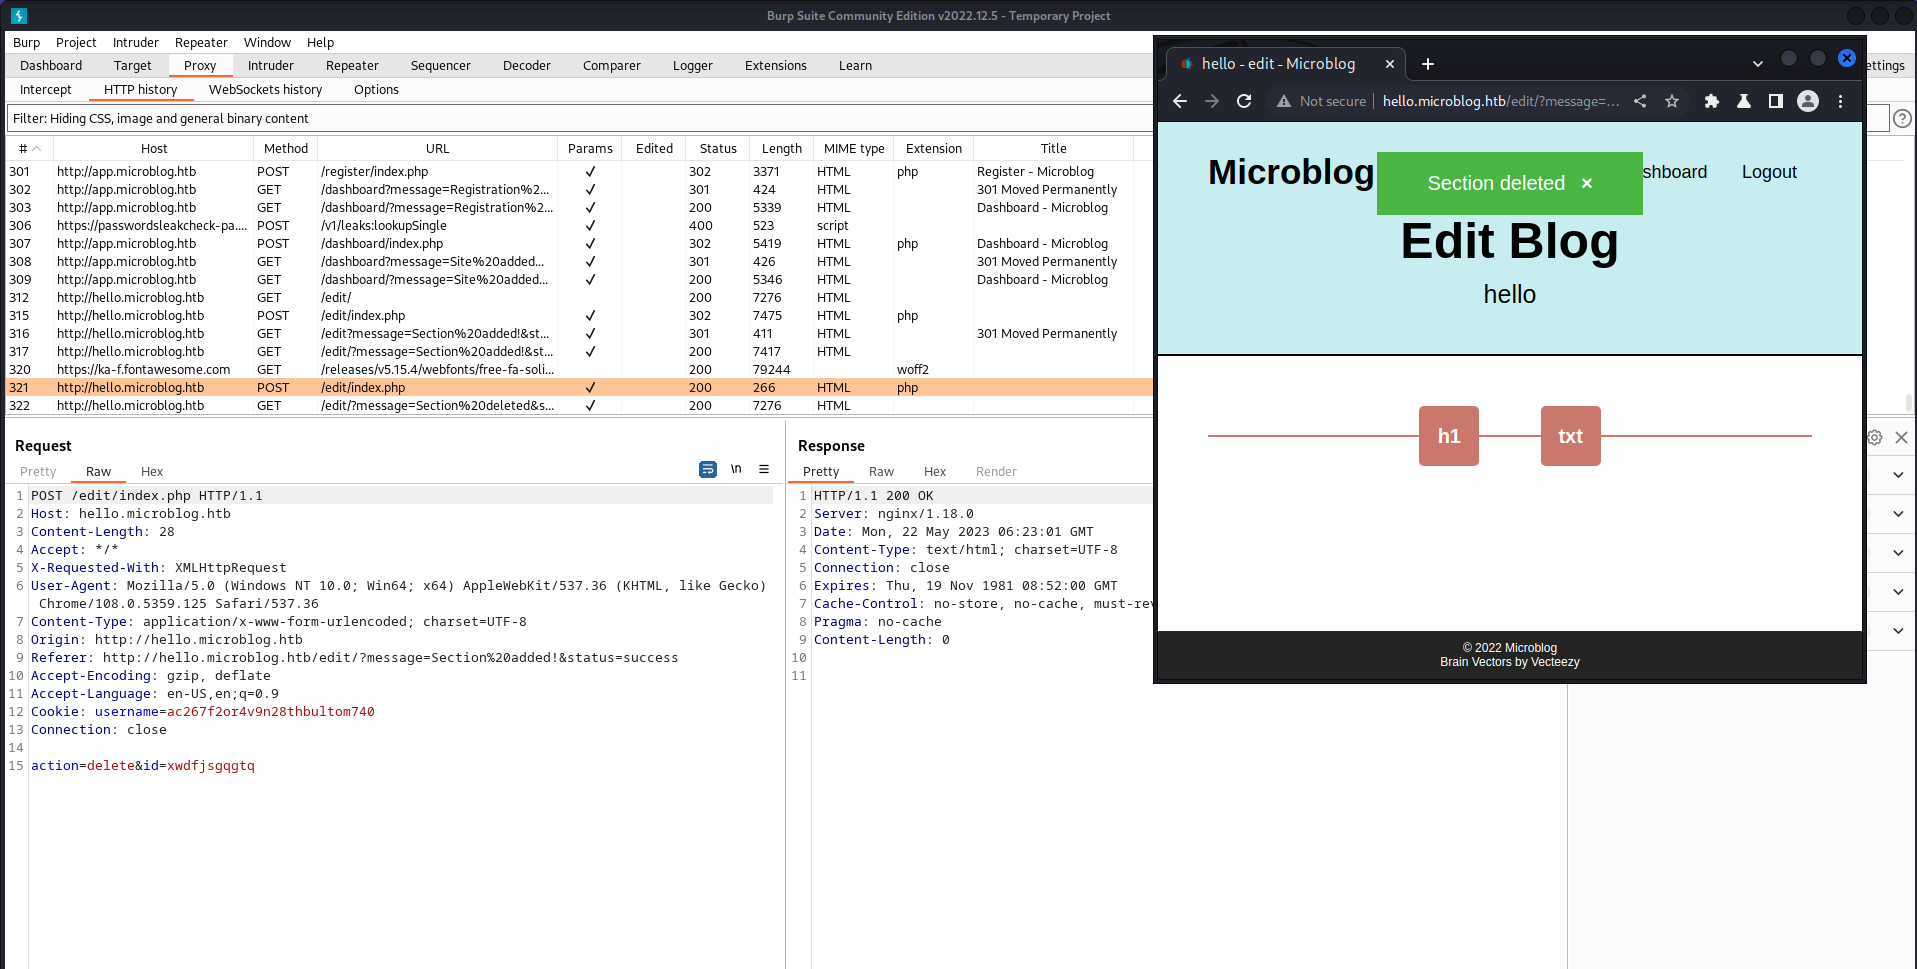 Burp Suite Community Edition v2022.12.5 - Temporary Project
Burp Project Intruder Repeater Window Help
Dashboard Target Proxy Intruder Repeater Sequencer Decoder Comparer Logger Extensions Learn ettings
Intercept HTTP history WebSockets history Options
Filter: Hiding CSS, image and general binary content
# Host Method URL Params Edited Status Length MIME type Extension Title
301 http://app.microblog.htb POST /register/index.php ✓ 302 3371 HTML php Register - Microblog
302 http://app.microblog.htb GET /dashboard?message=Registration%2... ✓ 301 424 HTML 301 Moved Permanently
303 http://app.microblog.htb GET /dashboard/?message=Registration%2... ✓ 200 5339 HTML Dashboard - Microblog
306 https://passwordsleakcheck-pa.... POST /v1/leaks:lookupSingle ✓ 400 523 script
307 http://app.microblog.htb POST /dashboard/index.php ✓ 302 5419 HTML php Dashboard - Microblog
308 http://app.microblog.htb GET /dashboard?message=Site%20added... ✓ 301 426 HTML 301 Moved Permanently
309 http://app.microblog.htb GET /dashboard/?message=Site%20added... ✓ 200 5346 HTML Dashboard - Microblog
312 http://hello.microblog.htb GET /edit/ 200 7276 HTML
315 http://hello.microblog.htb POST /edit/index.php ✓ 302 7475 HTML php
316 http://hello.microblog.htb GET /edit?message=Section%20added!&st... ✓ 301 411 HTML 301 Moved Permanently
317 http://hello.microblog.htb GET /edit/?message=Section%20added!&st... ✓ 200 7417 HTML
320 https://ka-f.fontawesome.com GET /releases/v5.15.4/webfonts/free-fa-soli... 200 79244 woff2
321 http://hello.microblog.htb POST /edit/index.php ✓ 200 266 HTML php
322 http://hello.microblog.htb GET /edit/?message=Section%20deleted&s... ✓ 200 7276 HTML
Request
Pretty Raw Hex \n
1 POST /edit/index.php HTTP/1.1
2 Host: hello.microblog.htb
3 Content-Length: 28
4 Accept: */*
5 X-Requested-With: XMLHttpRequest
6 User-Agent: Mozilla/5.0 (Windows NT 10.0; Win64; x64) AppleWebKit/537.36 (KHTML, like Gecko)
Chrome/108.0.5359.125 Safari/537.36
7 Content-Type: application/x-www-form-urlencoded; charset=UTF-8
8 Origin: http://hello.microblog.htb
9 Referer: http://hello.microblog.htb/edit/?message=Section%20added!&status=success
10 Accept-Encoding: gzip, deflate
11 Accept-Language: en-US,en;q=0.9
12 Cookie: username=ac267f2or4v9n28thbultom740
13 Connection: close
14
15 action=delete&id=xwdfjsgqgtq
Response
Pretty Raw Hex Render
1 HTTP/1.1 200 OK
2 Server: nginx/1.18.0
3 Date: Mon, 22 May 2023 06:23:01 GMT
4 Content-Type: text/html; charset=UTF-8
5 Connection: close
6 Expires: Thu, 19 Nov 1981 08:52:00 GMT
7 Cache-Control: no-store, no-cache, must-rev
8 Pragma: no-cache
9 Content-Length: 0
10
11
hello - edit - Microblog
Not secure hello.microblog.htb/edit/?message=...
Microblog shboard Logout
Section deleted ×
Edit Blog
hello
h1 txt
© 2022 Microblog
Brain Vectors by Vecteezy